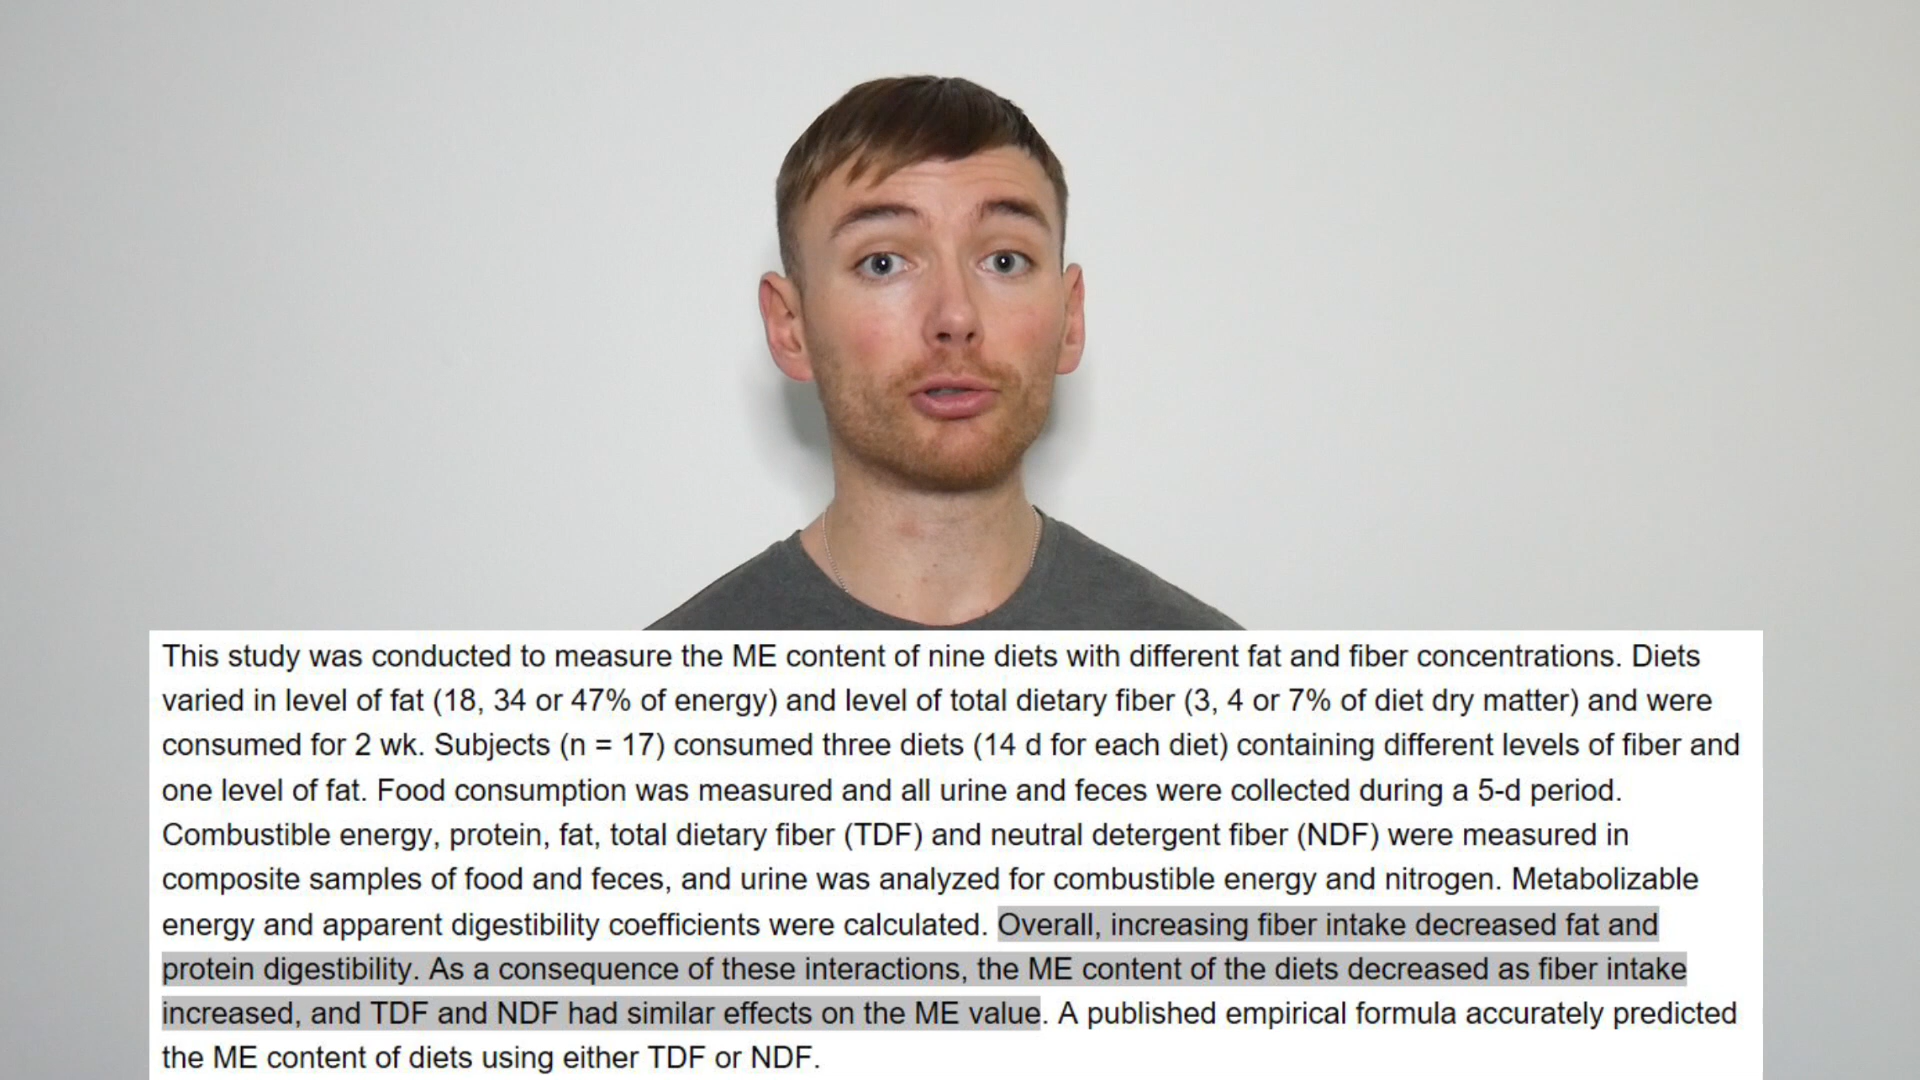 This study was conducted to measure the ME content of nine diets with different fat and fiber concentrations. Diets
varied in level of fat (18, 34 or 47% of energy) and level of total dietary fiber (3, 4 or 7% of diet dry matter) and were
consumed for 2 wk. Subjects (n = 17) consumed three diets (14 d for each diet) containing different levels of fiber and
one level of fat. Food consumption was measured and all urine and feces were collected during a 5-d period.
Combustible energy, protein, fat, total dietary fiber (TDF) and neutral detergent fiber (NDF) were measured in
composite samples of food and feces, and urine was analyzed for combustible energy and nitrogen. Metabolizable
energy and apparent digestibility coefficients were calculated. Overall, increasing fiber intake decreased fat and
protein digestibility. As a consequence of these interactions, the ME content of the diets decreased as fiber intake
increased, and TDF and NDF had similar effects on the ME value. A published empirical formula accurately predicted
the ME content of diets using either TDF or NDF.